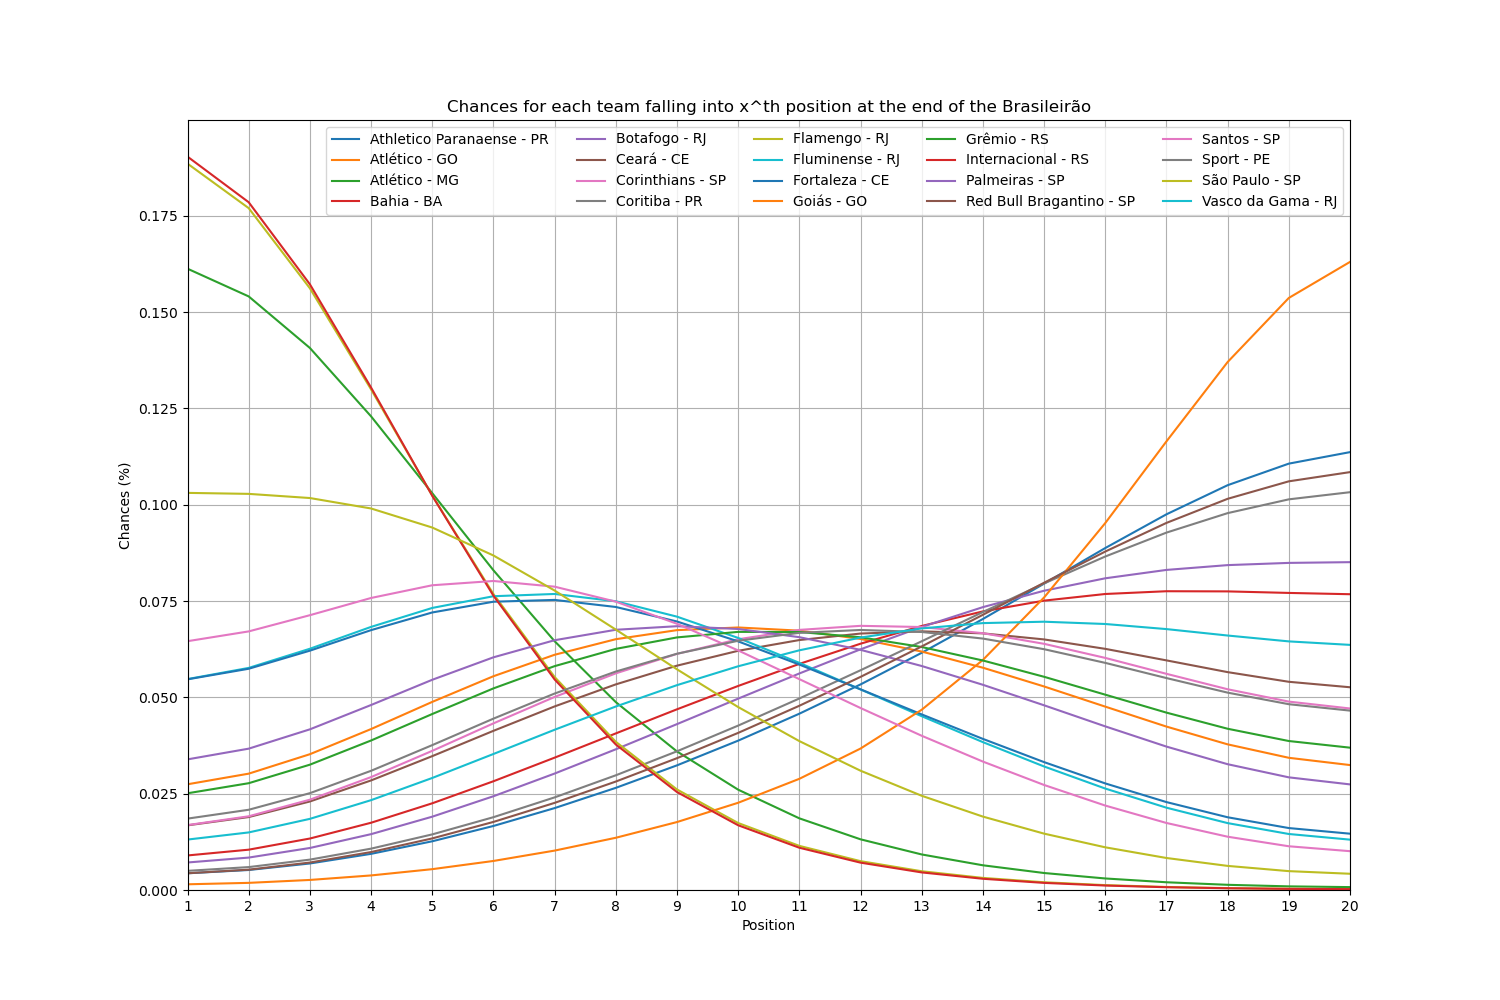 Chances for each team falling into x^th position at the end of the Brasileirão
Athletico Paranaense - PR
Atlético - GO
Atlético - MG
Bahia - BA
Botafogo - RJ
Ceará - CE
Corinthians - SP
Coritiba - PR
Flamengo - RJ
Fluminense - RJ
Fortaleza - CE
Goiás - GO
Grêmio - RS
Internacional - RS
Palmeiras - SP
Red Bull Bragantino - SP
Santos - SP
Sport - PE
São Paulo - SP
Vasco da Gama - RJ
Chances (%)
0.175
0.150
0.125
0.100
0.075
0.050
0.025
0.000
1 2 3 4 5 6 7 8 9 10 11 12 13 14 15 16 17 18 19 20
Position